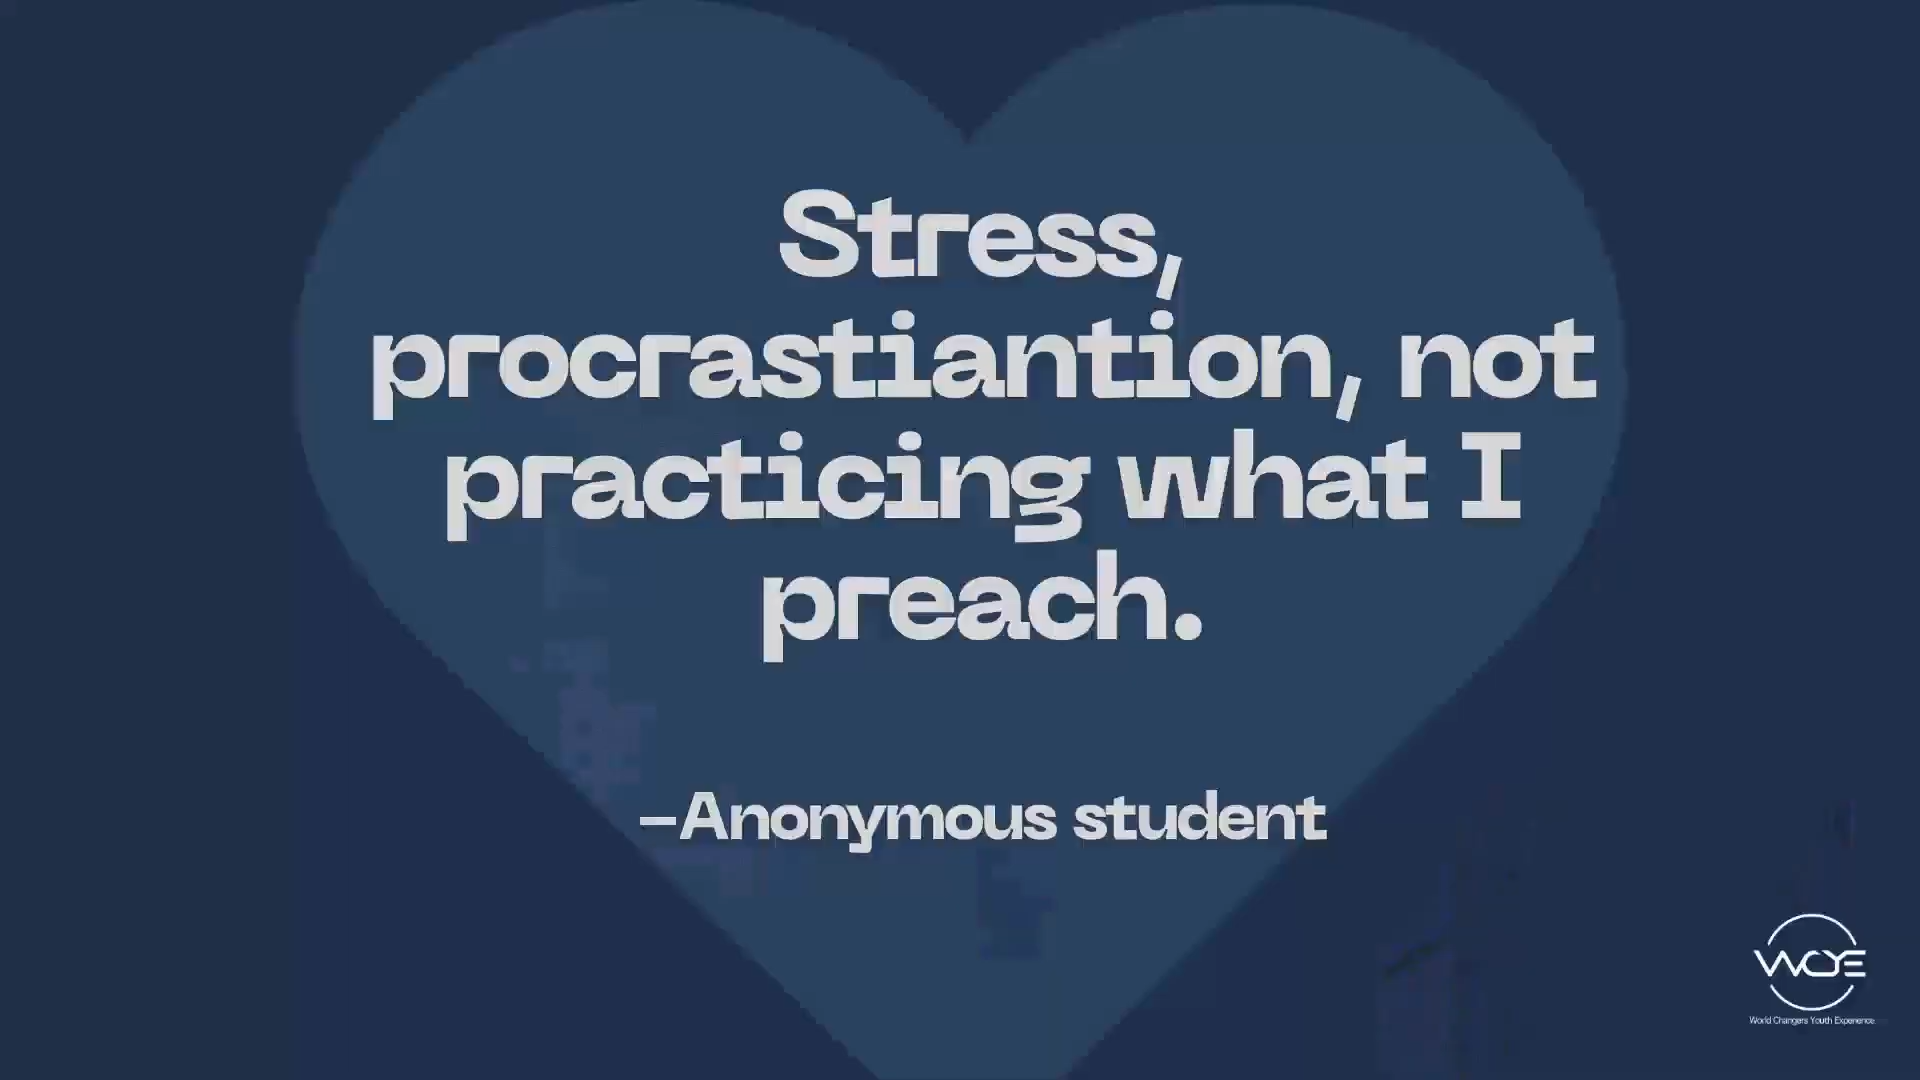 Stress,
procrastiantion, not
practicing what I
preach.
–Anonymous student
WCYE
World Changers Youth Experience